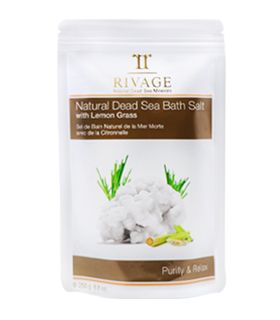 RIVAGE
Natural Dead Sea Minerals
Natural Dead Sea Bath Salt
with Lemon Grass
Sel de Bain Naturel de la Mer Morte
avec de la Citronnelle
Purity & Relax